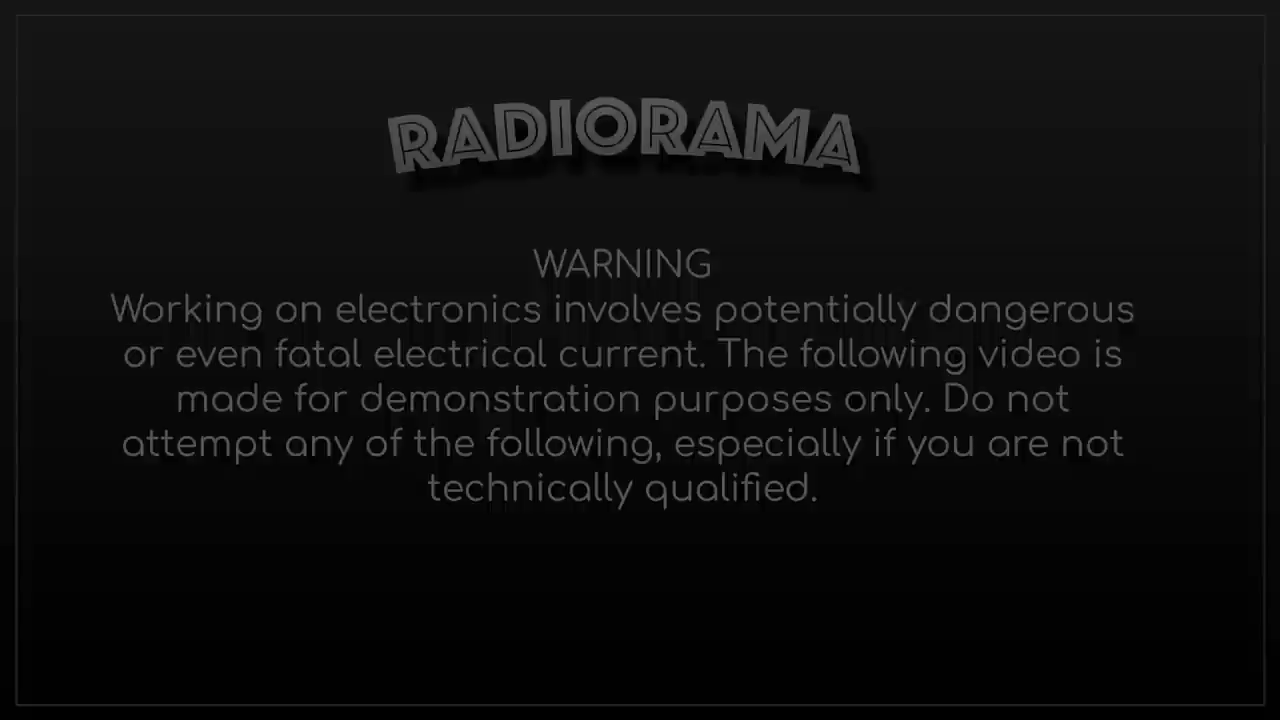 RADIORAMA
WARNING
Working on electronics involves potentially dangerous
or even fatal electrical current. The following video is
made for demonstration purposes only. Do not
attempt any of the following, especially if you are not
technically qualified.